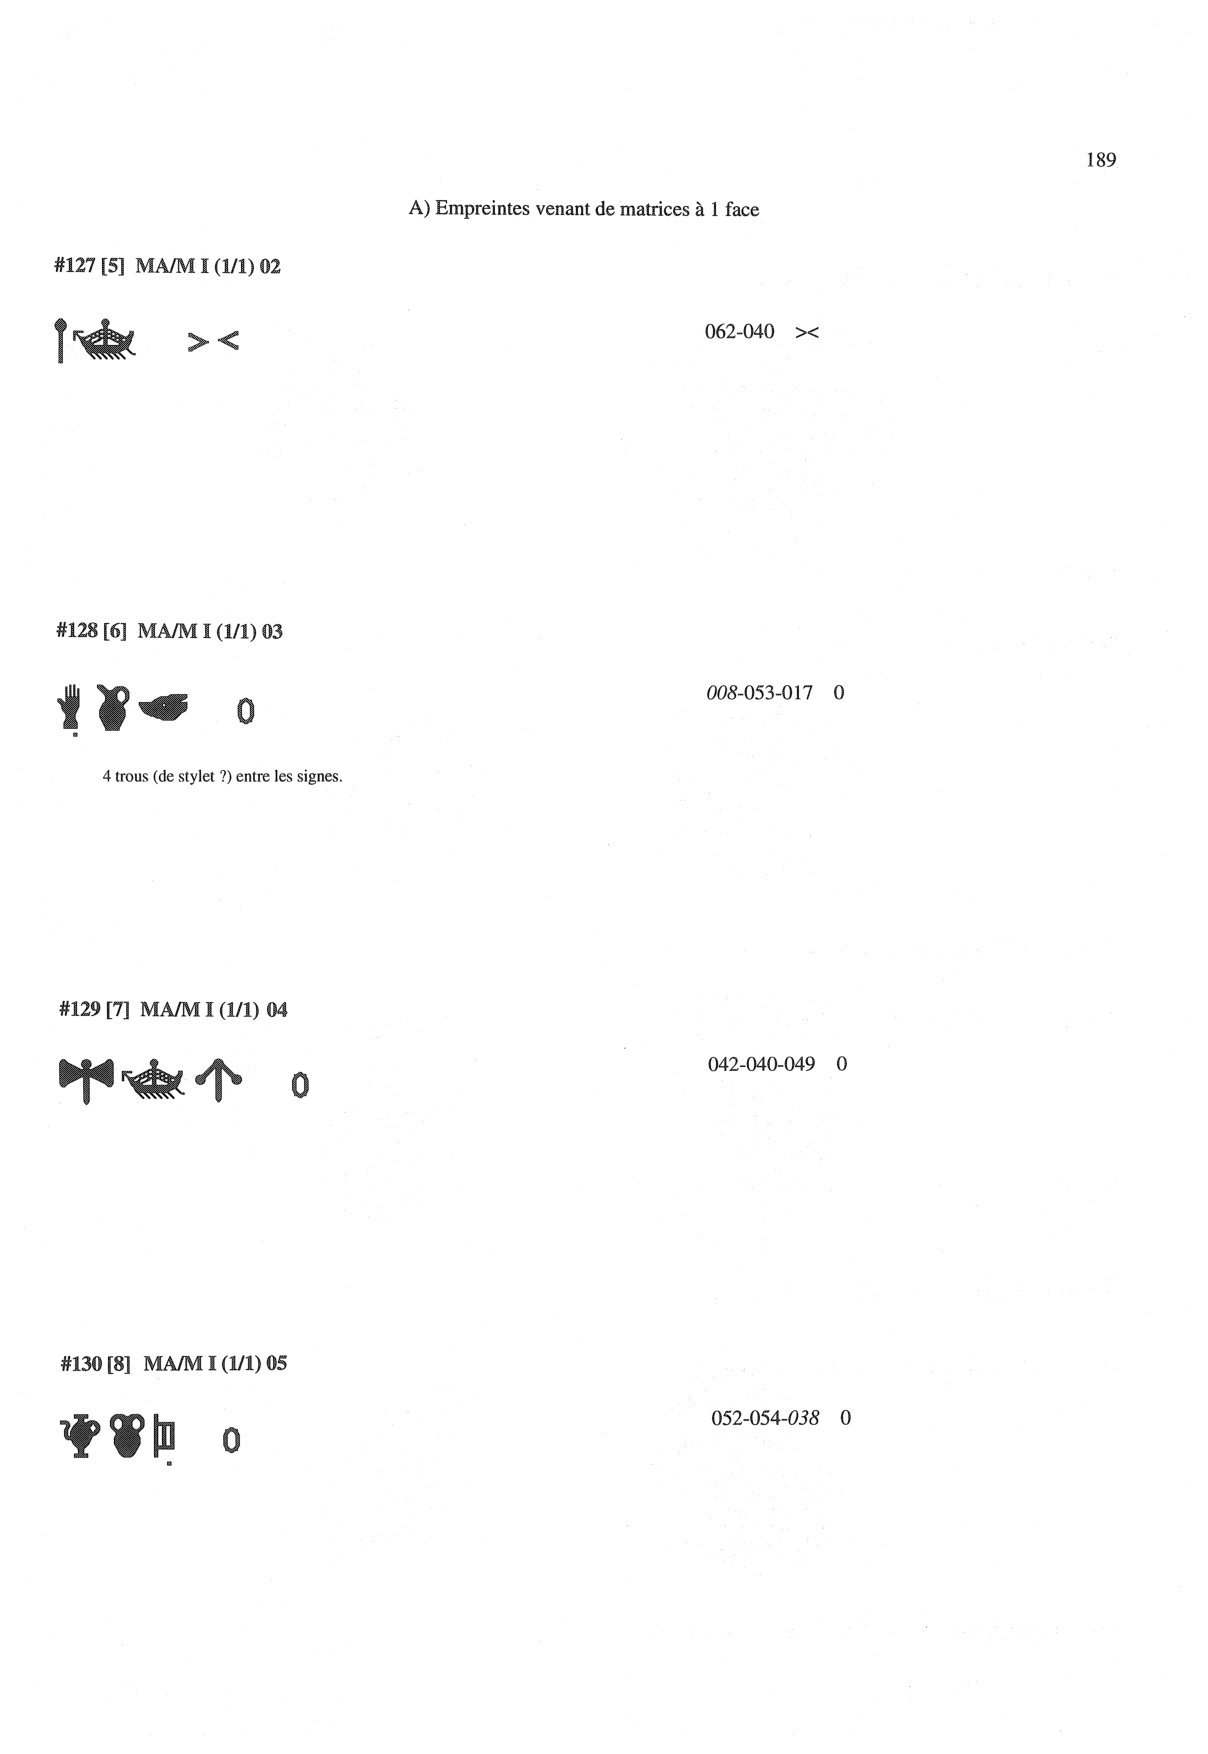 189
A) Empreintes venant de matrices à 1 face
#127 [5] MA/M I (1/1) 02
> <
062-040 ><
#128 [6] MA/M I (1/1) 03
0
008-053-017 0
4 trous (de stylet ?) entre les signes.
#129 [7] MA/M I (1/1) 04
0
042-040-049 0
#130 [8] MA/M I (1/1) 05
0
052-054-038 0